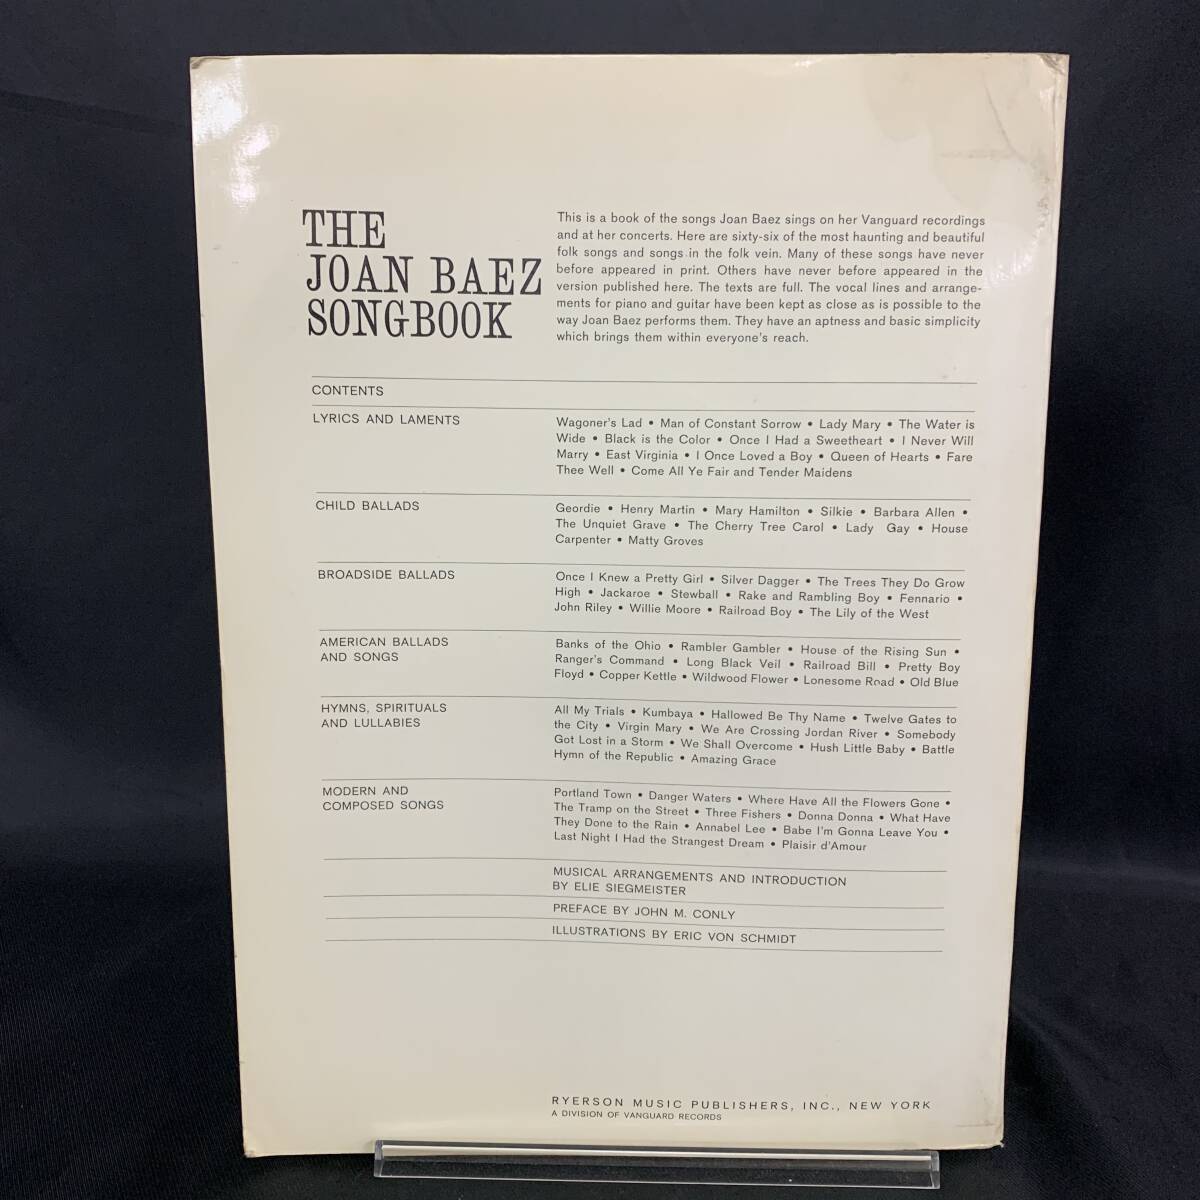 THE
JOAN BAEZ
SONGBOOK
This is a book of the songs Joan Baez sings on her Vanguard recordings
and at her concerts. Here are sixty-six of the most haunting and beautiful
folk songs and songs in the folk vein. Many of these songs have never
before appeared in print. Others have never before appeared in the
version published here. The texts are full. The vocal lines and arrange-
ments for piano and guitar have been kept as close as is possible to the
way Joan Baez performs them. They have an aptness and basic simplicity
which brings them within everyone's reach.
CONTENTS
LYRICS AND LAMENTS
Wagoner's Lad • Man of Constant Sorrow • Lady Mary • The Water is
Wide • Black is the Color • Once I Had a Sweetheart • I Never Will
Marry • East Virginia • I Once Loved a Boy • Queen of Hearts • Fare
Thee Well • Come All Ye Fair and Tender Maidens
CHILD BALLADS
Geordie • Henry Martin • Mary Hamilton • Silkie • Barbara Allen •
The Unquiet Grave • The Cherry Tree Carol • Lady Gay • House
Carpenter • Matty Groves
BROADSIDE BALLADS
Once I Knew a Pretty Girl • Silver Dagger • The Trees They Do Grow
High • Jackaroe • Stewball • Rake and Rambling Boy • Fennario •
John Riley • Willie Moore • Railroad Boy • The Lily of the West
AMERICAN BALLADS
AND SONGS
Banks of the Ohio • Rambler Gambler • House of the Rising Sun •
Ranger's Command • Long Black Veil • Railroad Bill • Pretty Boy
Floyd • Copper Kettle • Wildwood Flower • Lonesome Road • Old Blue
HYMNS, SPIRITUALS
AND LULLABIES
All My Trials • Kumbaya • Hallowed Be Thy Name • Twelve Gates to
the City • Virgin Mary • We Are Crossing Jordan River • Somebody
Got Lost in a Storm • We Shall Overcome • Hush Little Baby • Battle
Hymn of the Republic • Amazing Grace
MODERN AND
COMPOSED SONGS
Portland Town • Danger Waters • Where Have All the Flowers Gone •
The Tramp on the Street • Three Fishers • Donna Donna • What Have
They Done to the Rain • Annabel Lee • Babe I'm Gonna Leave You •
Last Night I Had the Strangest Dream • Plaisir d'Amour
MUSICAL ARRANGEMENTS AND INTRODUCTION
BY ELIE SIEGMEISTER
PREFACE BY JOHN M. CONLY
ILLUSTRATIONS BY ERIC VON SCHMIDT
RYERSON MUSIC PUBLISHERS, INC., NEW YORK
A DIVISION OF VANGUARD RECORDS